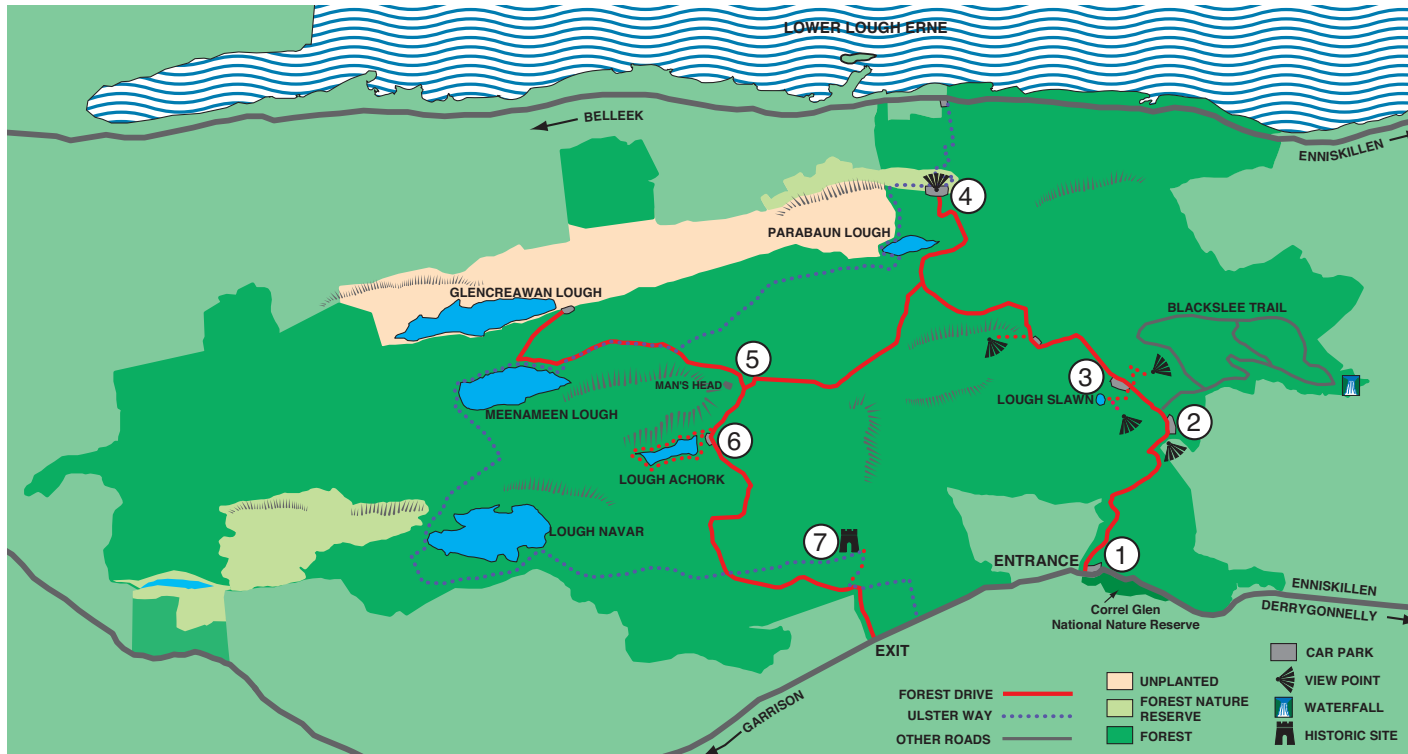 LOWER LOUGH ERNE
BELLEEK
ENNISKILLEN
4
PARABAUN LOUGH
GLENCREAWAN LOUGH
BLACKSLEE TRAIL
5
MAN'S HEAD
3
LOUGH SLAWN
MEENAMEEN LOUGH
2
6
LOUGH ACHORK
LOUGH NAVAR
7
ENTRANCE
1
Correl Glen
National Nature Reserve
ENNISKILLEN
DERRYGONNELLY
EXIT
GARRISON
FOREST DRIVE
ULSTER WAY
OTHER ROADS
UNPLANTED
FOREST NATURE
RESERVE
FOREST
CAR PARK
VIEW POINT
WATERFALL
HISTORIC SITE